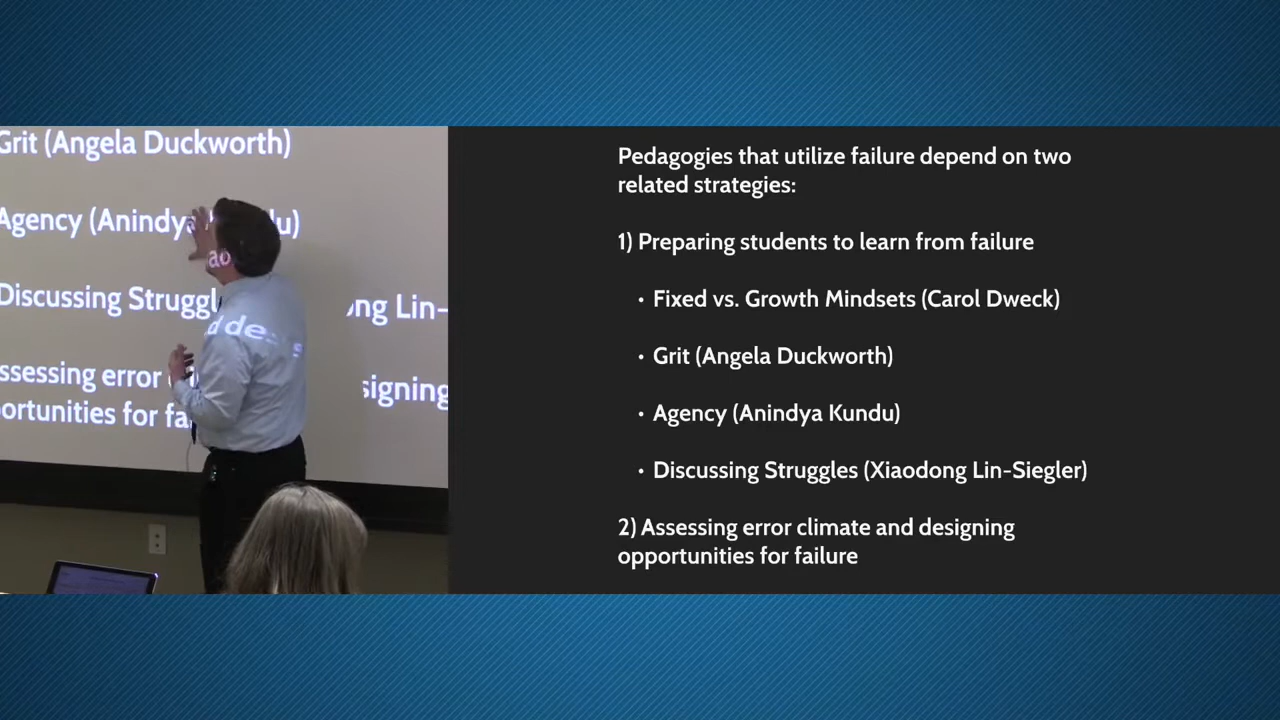 Grit (Angela Duckworth)
Agency (Anindya
du)
Discussing Struggl
ng Lin-
ssessing error
signing
ortunities for fa
ao
d de
Pedagogies that utilize failure depend on two
related strategies:
1) Preparing students to learn from failure
• Fixed vs. Growth Mindsets (Carol Dweck)
• Grit (Angela Duckworth)
• Agency (Anindya Kundu)
• Discussing Struggles (Xiaodong Lin-Siegler)
2) Assessing error climate and designing
opportunities for failure